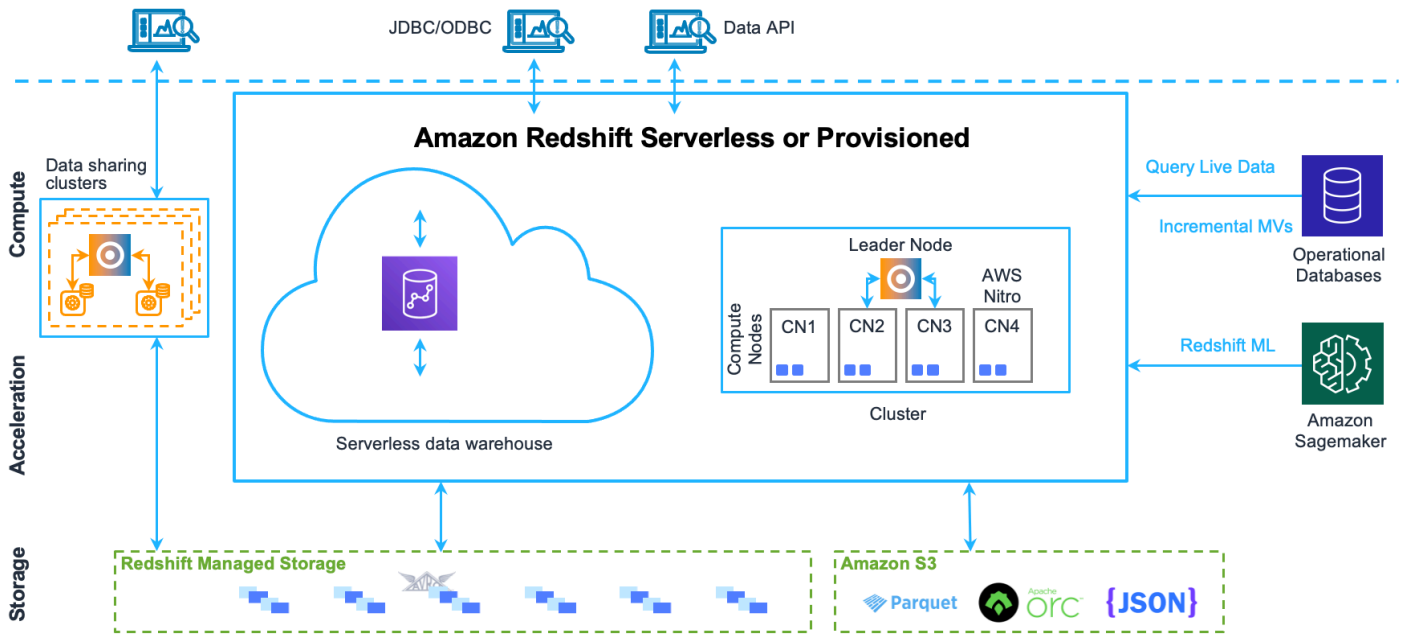 JDBC/ODBC
Data API
Amazon Redshift Serverless or Provisioned
Compute
Data sharing
clusters
Query Live Data
Incremental MVs
Operational
Databases
Leader Node
AWS
Nitro
Compute
Nodes
CN1
CN2
CN3
CN4
Cluster
Serverless data warehouse
Redshift ML
Amazon
Sagemaker
Acceleration
Storage
Redshift Managed Storage
AVRO
Amazon S3
Parquet
Apache
orc
{JSON}